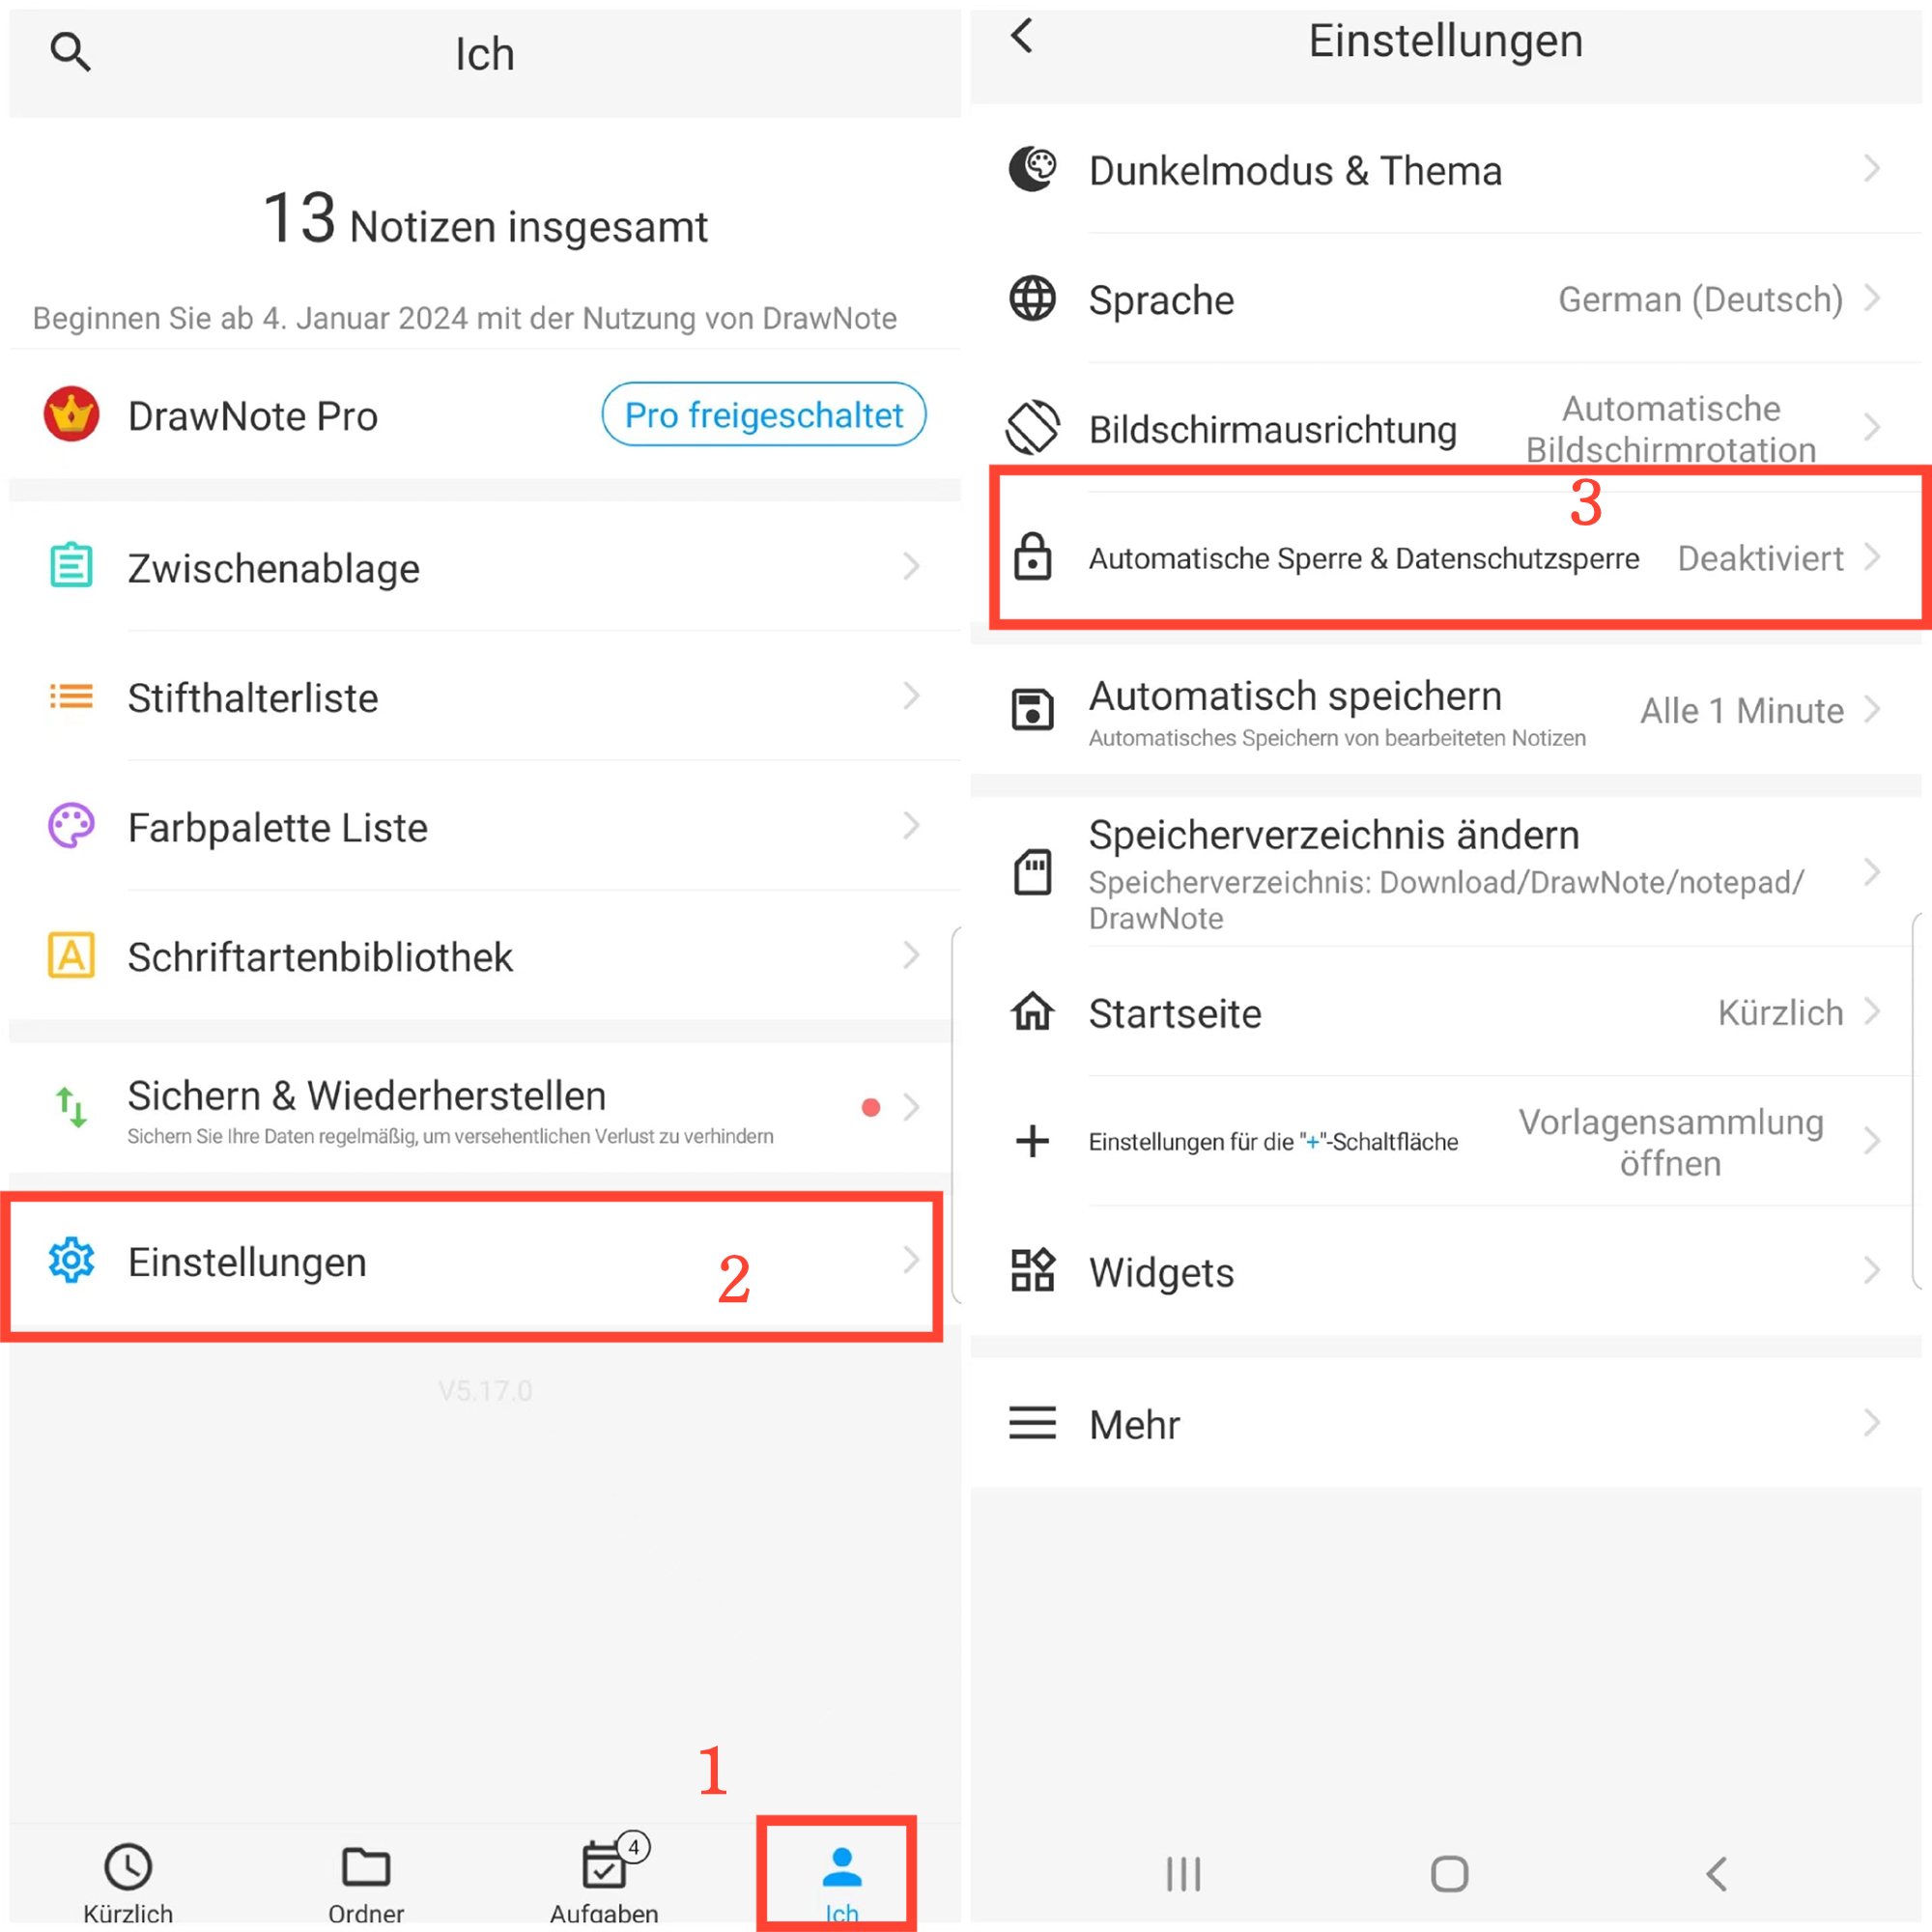 Ich
13 Notizen insgesamt
Beginnen Sie ab 4. Januar 2024 mit der Nutzung von DrawNote
DrawNote Pro
Pro freigeschaltet
Zwischenablage
Stifthalterliste
Farbpalette Liste
A Schriftartenbibliothek
Sichern & Wiederherstellen
Sichern Sie Ihre Daten regelmäßig, um versehentlichen Verlust zu verhindern
Einstellungen
2
V5.17.0
1
4
Kürzlich
Ordner
Aufgaben
Ich
Einstellungen
Dunkelmodus & Thema
Sprache
German (Deutsch)
Bildschirmausrichtung
Automatische
Bildschirmrotation
3
Automatische Sperre & Datenschutzsperre
Deaktiviert
Automatisch speichern
Automatisches Speichern von bearbeiteten Notizen
Alle 1 Minute
Speicherverzeichnis ändern
Speicherverzeichnis: Download/DrawNote/notepad/
DrawNote
Startseite
Kürzlich
Einstellungen für die "+"-Schaltfläche
Vorlagensammlung
öffnen
Widgets
Mehr